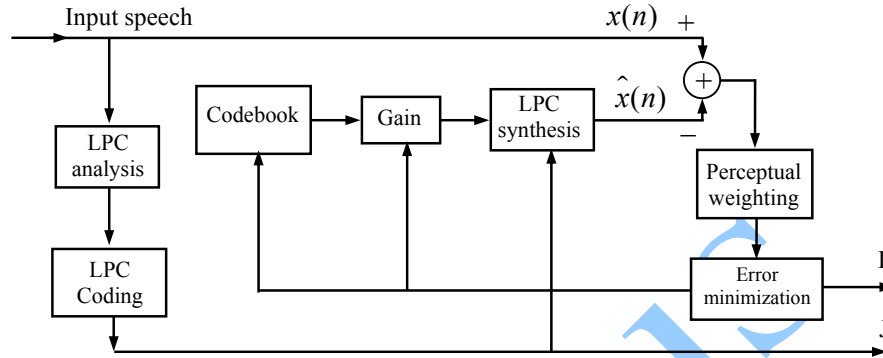 Input speech
x(n)
+
Codebook
Gain
LPC
synthesis
x̂(n)
+
−
LPC
analysis
Perceptual
weighting
LPC
Coding
Error
minimization